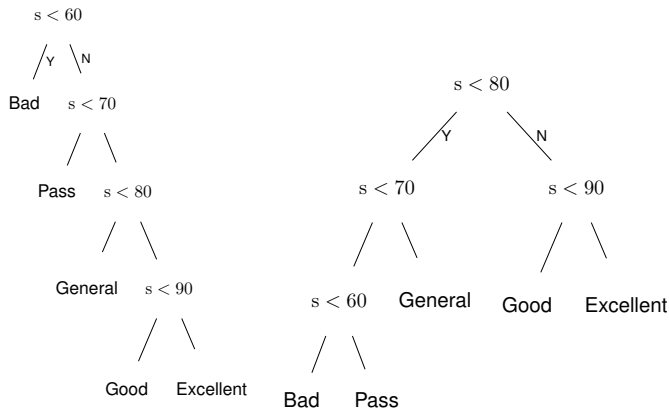 s < 60
Y N
Bad s < 70
Pass s < 80
General s < 90
Good Excellent
s < 80
Y N
s < 70 s < 90
s < 60 General Good Excellent
Bad Pass